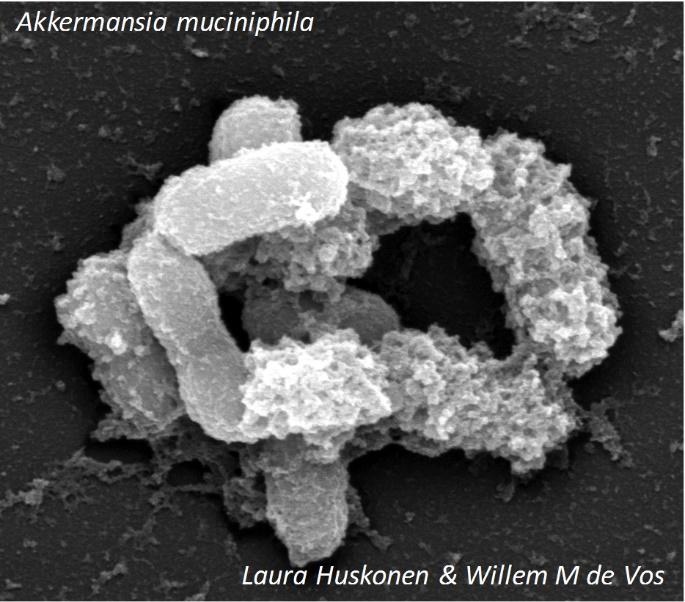 Akkermansia muciniphila
Laura Huskonen & Willem M de Vos